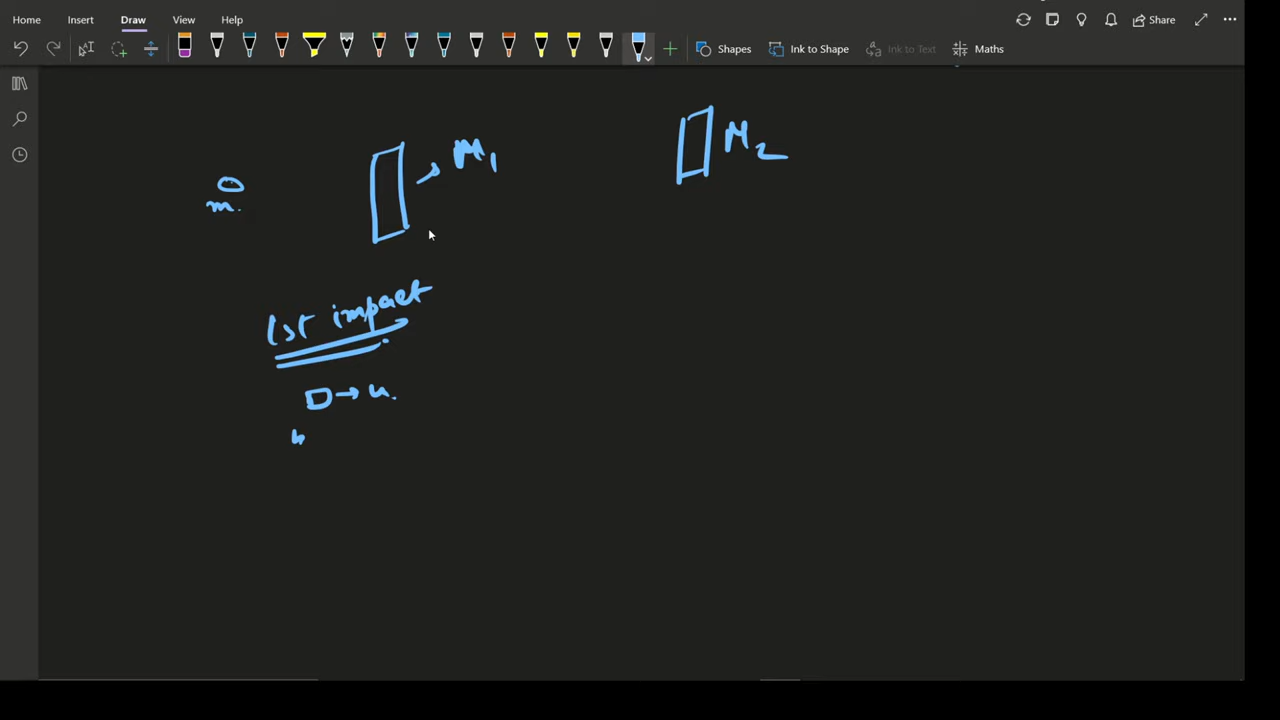 Home Insert Draw View Help Share
Shapes Ink to Shape Ink to Text Maths
M1
M2
m.
1st impact
D → u.